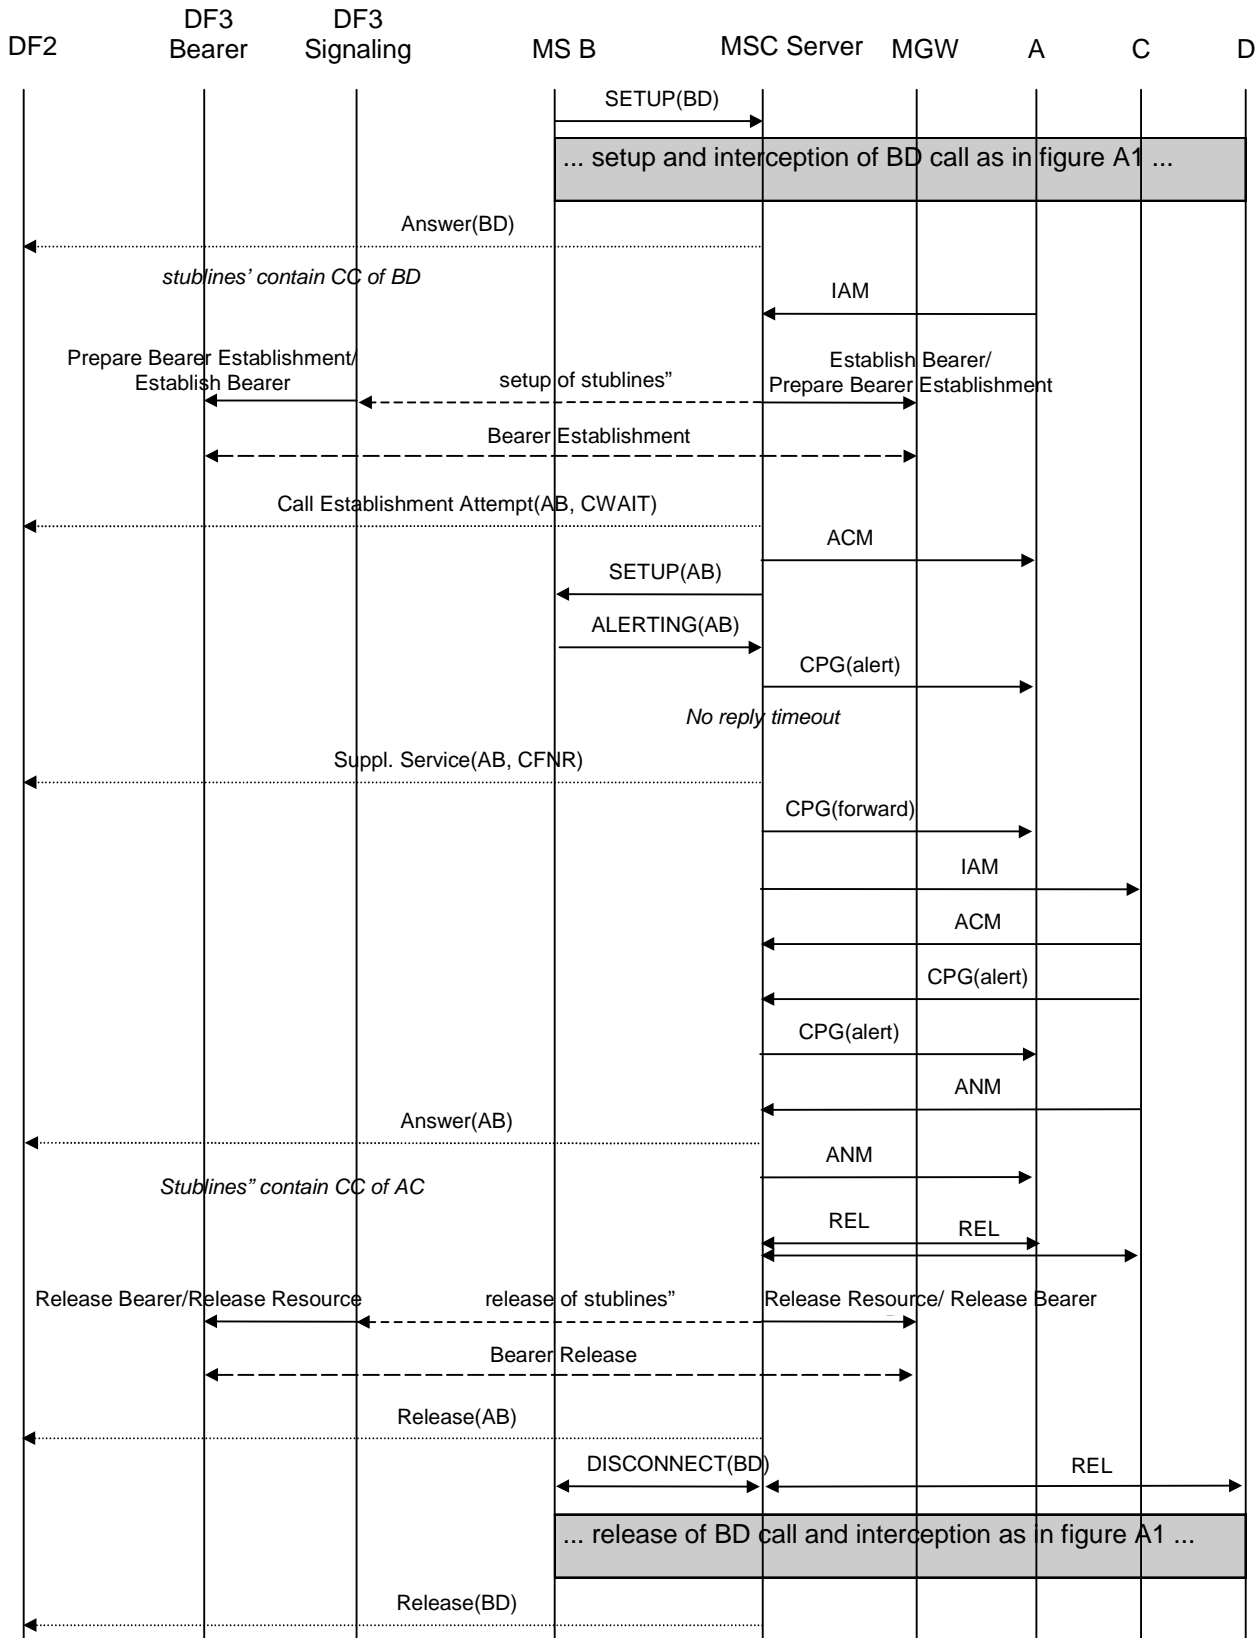 DF2
DF3
Bearer
DF3
Signaling
MS B
MSC Server
MGW
A
C
D
SETUP(BD)
... setup and interception of BD call as in figure A1 ...
Answer(BD)
stublines’ contain CC of BD
IAM
Prepare Bearer Establishment/
Establish Bearer
setup of stublines”
Establish Bearer/
Prepare Bearer Establishment
Bearer Establishment
Call Establishment Attempt(AB, CWAIT)
ACM
SETUP(AB)
ALERTING(AB)
CPG(alert)
No reply timeout
Suppl. Service(AB, CFNR)
CPG(forward)
IAM
ACM
CPG(alert)
CPG(alert)
ANM
Answer(AB)
ANM
Stublines” contain CC of AC
REL
REL
Release Bearer/Release Resource
release of stublines”
Release Resource/ Release Bearer
Bearer Release
Release(AB)
DISCONNECT(BD)
REL
... release of BD call and interception as in figure A1 ...
Release(BD)